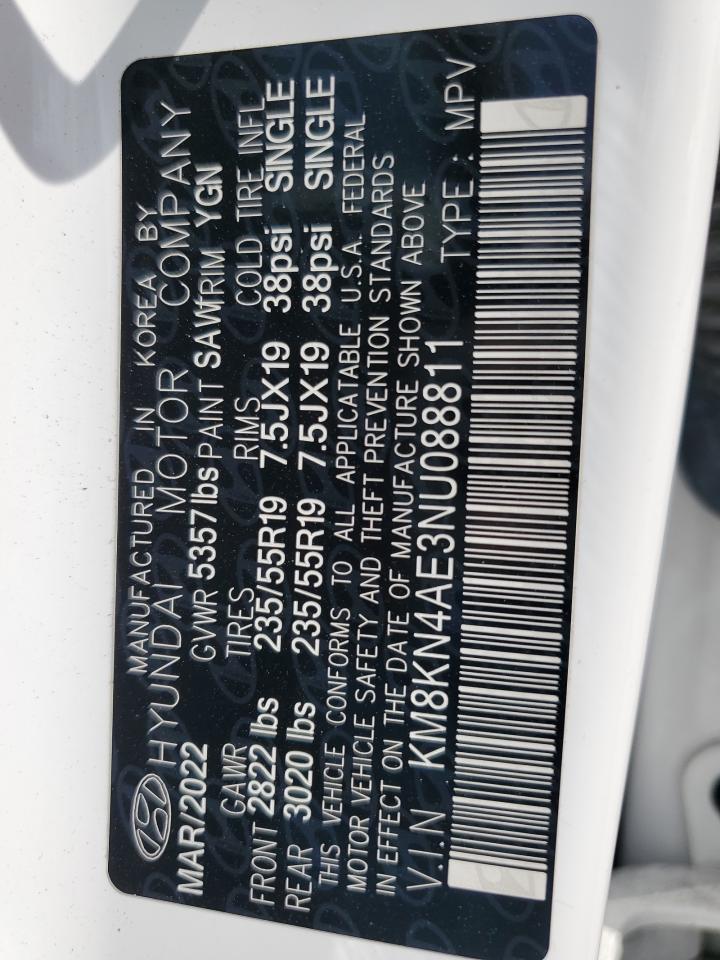 MANUFACTURED IN KOREA BY
HYUNDAI MOTOR COMPANY
MAR/2022 GVWR 5357lbs PAINT SAW TRIM YGN
GAWR TIRES RIMS COLD TIRE INFL
FRONT 2822 lbs 235/55R19 7.5JX19 38psi SINGLE
REAR 3020 lbs 235/55R19 7.5JX19 38psi SINGLE
THIS VEHICLE CONFORMS TO ALL APPLICATABLE U.S.A. FEDERAL
MOTOR VEHICLE SAFETY AND THEFT PREVENTION STANDARDS
IN EFFECT ON THE DATE OF MANUFACTURE SHOWN ABOVE
V.I.N KM8KN4AE3NU088811 TYPE: MPV